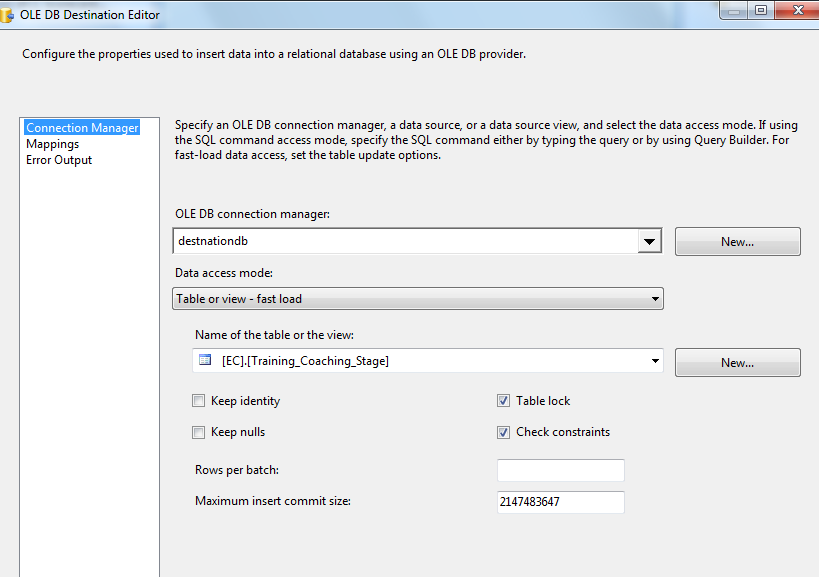 OLE DB Destination Editor
Configure the properties used to insert data into a relational database using an OLE DB provider.
Connection Manager
Mappings
Error Output
Specify an OLE DB connection manager, a data source, or a data source view, and select the data access mode. If using
the SQL command access mode, specify the SQL command either by typing the query or by using Query Builder. For
fast-load data access, set the table update options.
OLE DB connection manager:
destnationdb
New...
Data access mode:
Table or view - fast load
Name of the table or the view:
[EC].[Training_Coaching_Stage]
New...
Keep identity
Table lock
Keep nulls
Check constraints
Rows per batch:
Maximum insert commit size:
2147483647